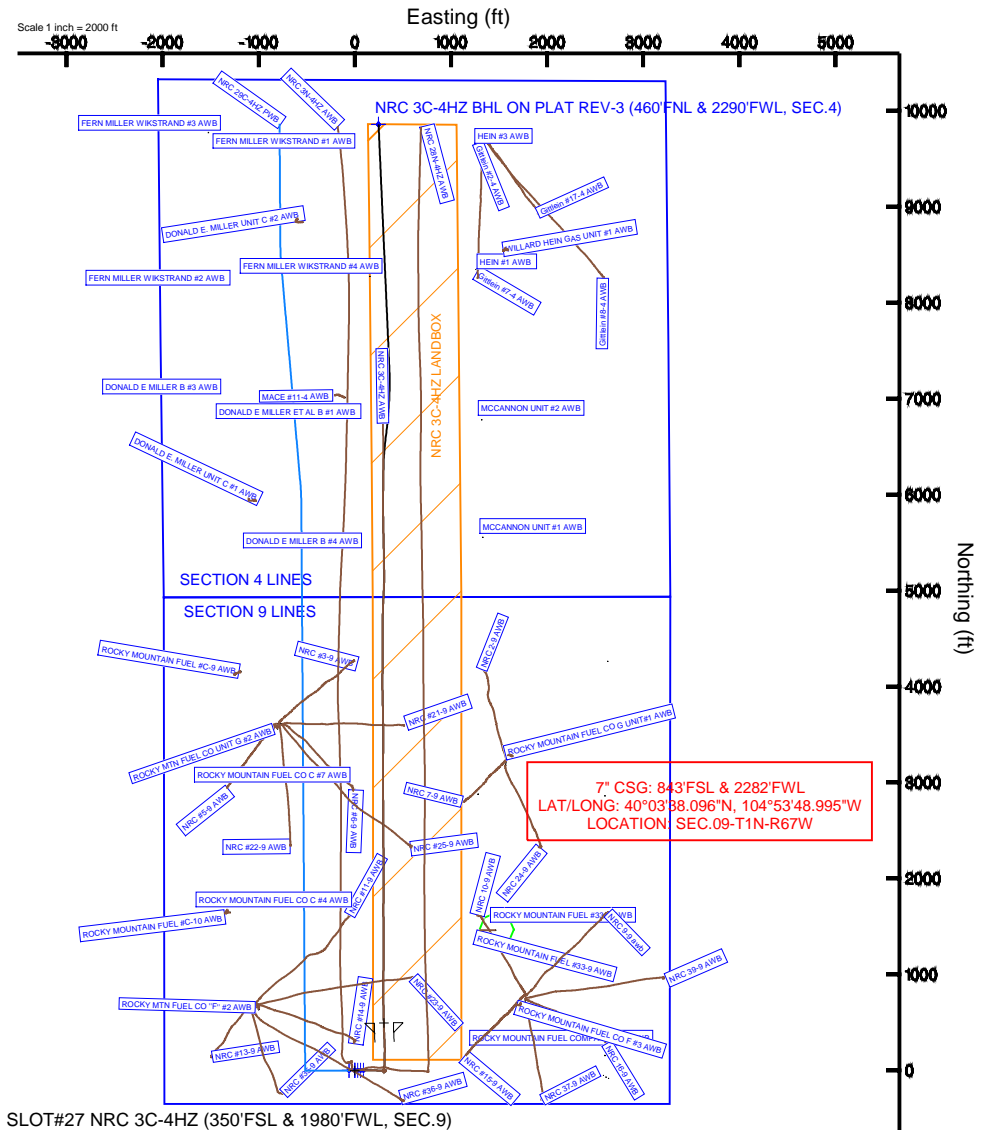 Easting (ft)
Scale 1 inch = 2000 ft
-3000 -2000 -1000 0 1000 2000 3000 4000 5000
NRC 29C-4HZ PWB
NRC 3N-4HZ AWB
NRC 3C-4HZ BHL ON PLAT REV-3 (460'FNL & 2290'FWL, SEC.4)
10000
FERN MILLER WIKSTRAND #3 AWB
FERN MILLER WIKSTRAND #1 AWB
NRC 28N-4HZ AWB
HEIN #3 AWB
Gittlein #2-4 AWB
Gittlein #17-4 AWB
9000
DONALD E. MILLER UNIT C #2 AWB
WILLARD HEIN GAS UNIT #1 AWB
FERN MILLER WIKSTRAND #4 AWB
HEIN #1 AWB
FERN MILLER WIKSTRAND #2 AWB
Gittlein #7-4 AWB
Gittlein #8-4 AWB
8000
NRC 3C-4HZ AWB
NRC 3C-4HZ LANDBOX
DONALD E MILLER B #3 AWB
MACE #11-4 AWB
7000
DONALD E MILLER ET AL B #1 AWB
MCCANNON UNIT #2 AWB
DONALD E. MILLER UNIT C #1 AWB
6000
DONALD E MILLER B #4 AWB
MCCANNON UNIT #1 AWB
SECTION 4 LINES
5000
Northing (ft)
SECTION 9 LINES
NRC 2-9 AWB
ROCKY MOUNTAIN FUEL #C-9 AWB
NRC #3-9 AWB
4000
NRC #21-9 AWB
ROCKY MOUNTAIN FUEL CO G UNIT#1 AWB
ROCKY MTN FUEL CO UNIT G #2 AWB
ROCKY MOUNTAIN FUEL CO C #7 AWB
3000
NRC #5-9 AWB
NRC #6-9 AWB
NRC 7-9 AWB
7" CSG: 843'FSL & 2282'FWL
LAT/LONG: 40°03'38.096"N, 104°53'48.995"W
LOCATION: SEC.09-T1N-R67W
NRC #22-9 AWB
NRC #25-9 AWB
NRC 24-9 AWB
2000
NRC #11-9 AWB
NRC 10-9 AWB
ROCKY MOUNTAIN FUEL CO C #4 AWB
ROCKY MOUNTAIN FUEL #C-10 AWB
NRC 9-9 awb
ROCKY MOUNTAIN FUEL #33-9 AWB
1000
NRC 39-9 AWB
ROCKY MTN FUEL CO "F" #2 AWB
NRC #23-9 AWB
NRC #14-9 AWB
ROCKY MOUNTAIN FUEL CO F #3 AWB
ROCKY MOUNTAIN FUEL
NRC #13-9 AWB
NRC #15-9 AWB
NRC 16-9 AWB
0
NRC #36-9 AWB
NRC 37-9 AWB
SLOT#27 NRC 3C-4HZ (350'FSL & 1980'FWL, SEC.9)